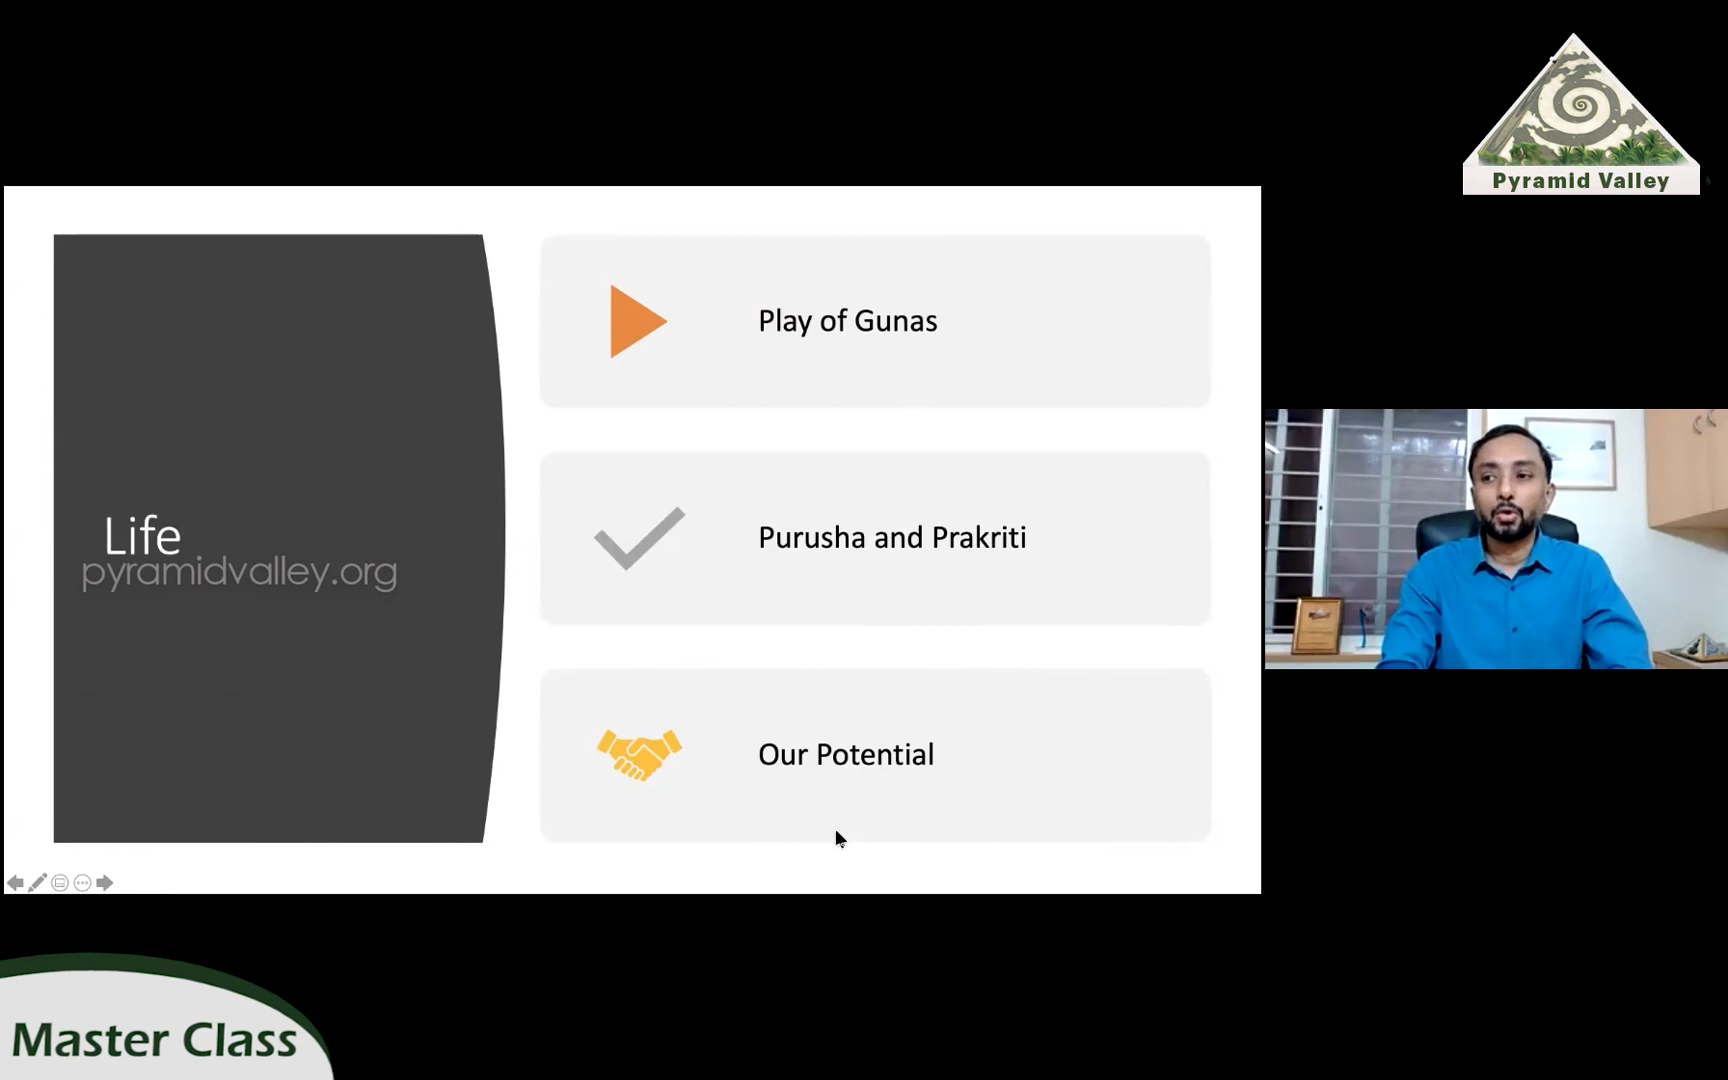 Pyramid Valley
Life
pyramidvalley.org
Play of Gunas
Purusha and Prakriti
Our Potential
Master Class